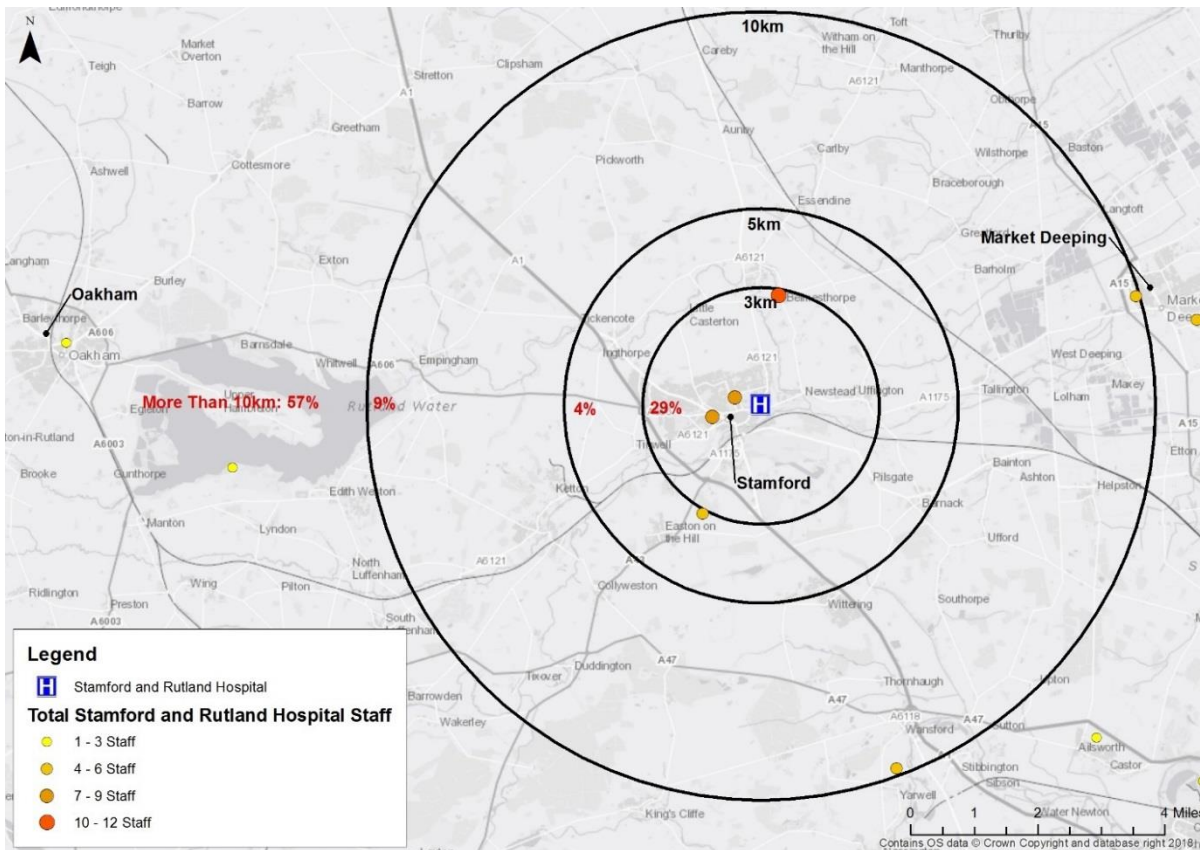 Edmondthorpe
N
Market
Overton
Teigh
Clipsham
Stretton
10km
Careby
Toft
Witham on
the Hill
Thurlby
A6121
Manthorpe
A1
Barrow
Obthorpe
A15
Greetham
Aunby
Baston
Cottesmore
Pickworth
Carlby
Wilsthorpe
Ashwell
Braceborough
Essendine
Langtoft
5km
Market Deeping
Langham
Exton
A1
A6121
Barholm
Burley
Oakham
A15
3km
Belmesthorpe
Market
Barleythorpe
Little
Casterton
A606
Tickencote
Oakham
Barnsdale
Whitwell
A606
Empingham
Ingthorpe
A6121
West Deeping
Newstead
Uffington
Tallington
Maxey
Lolham
A1175
More Than 10km: 57%
Upper
Hambleton
9%
Rutland Water
4%
29%
H
Egleton
A6121
A15
A6003
Tinwell
A1175
Etton
Brooke
Gunthorpe
Bainton
Ashton
Helpston
Stamford
Pilsgate
Edith Weston
Ketton
Barnack
Manton
Lyndon
Easton on
the Hill
Ufford
North
Luffenham
A6121
A43
Wing
Pilton
Collyweston
Ridlington
Preston
Wittering
Southorpe
A6003
South
Luffenham
Duddington
A47
Tixover
Thornhaugh
Upton
Barrowden
A47
Wakerley
A6118
A47
Wansford
Sutton
Ailsworth
Castor
Stibbington
Sibson
Yarwell
King's Cliffe
Water Newton
Legend
H Stamford and Rutland Hospital
Total Stamford and Rutland Hospital Staff
1 - 3 Staff
4 - 6 Staff
7 - 9 Staff
10 - 12 Staff
0 1 2 4 Miles
Contains OS data © Crown Copyright and database right 2018